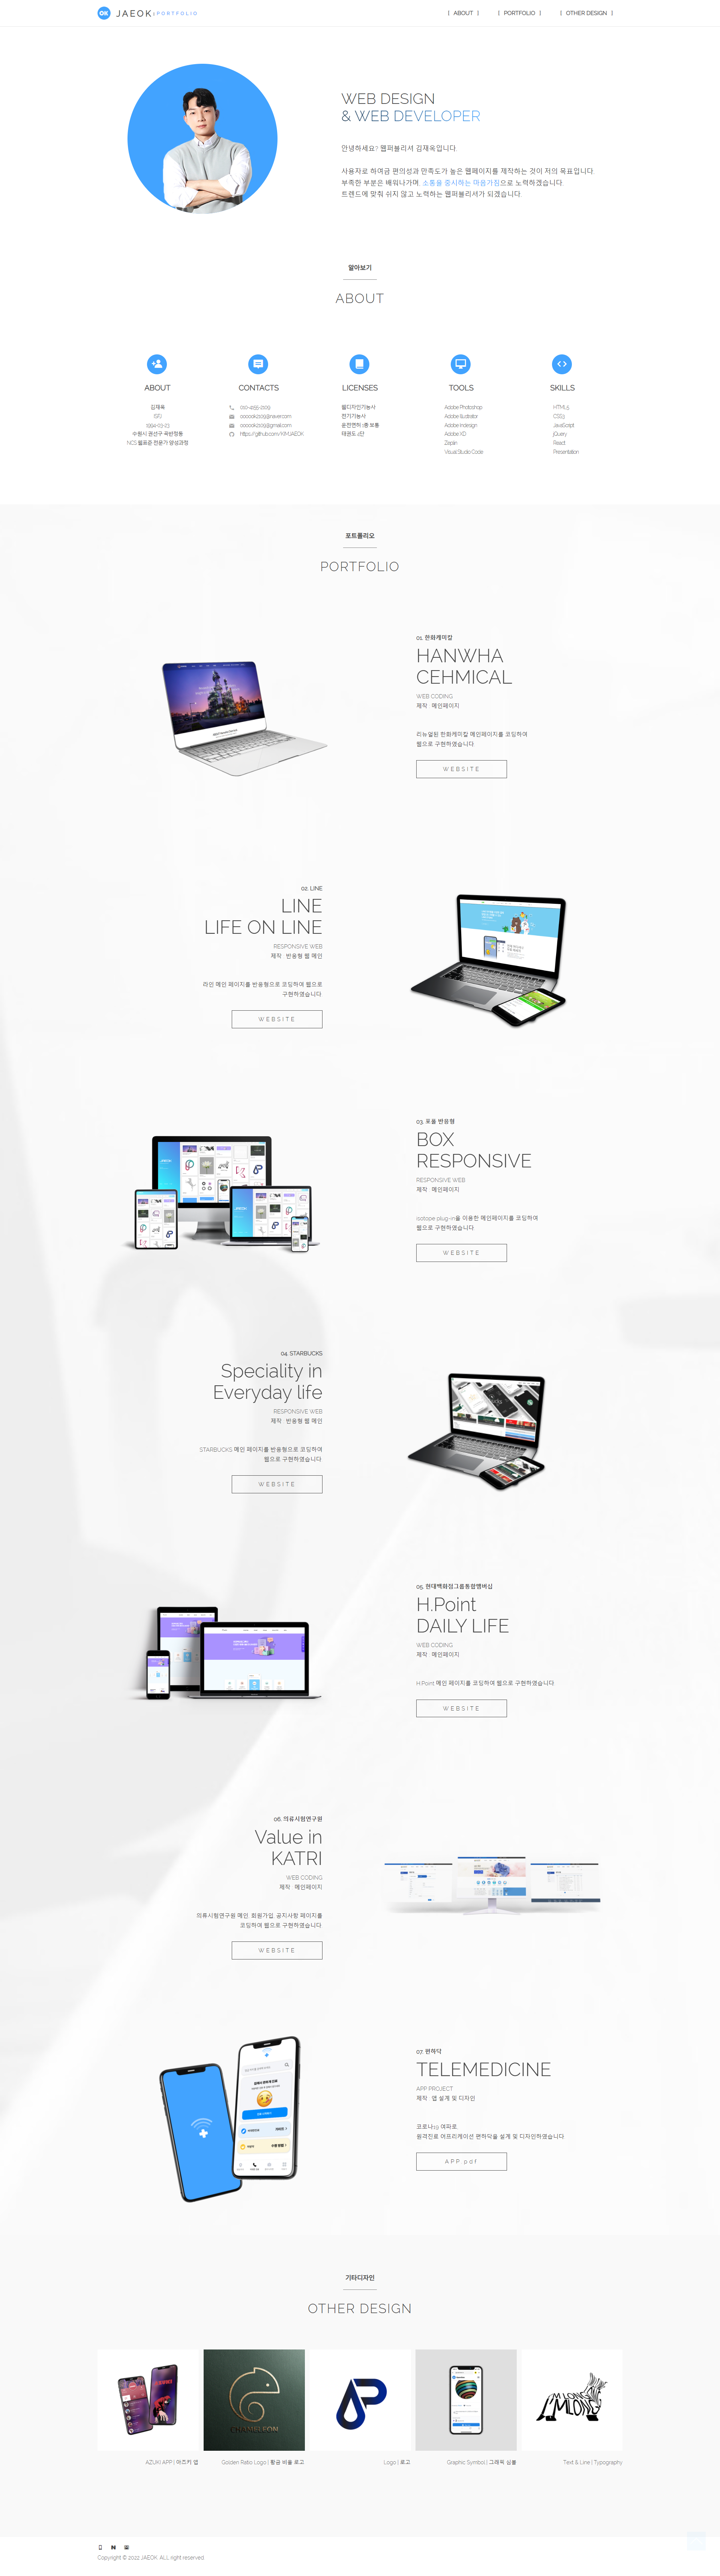 OK JAEOK PORTFOLIO
| ABOUT |
| PORTFOLIO |
| OTHER DESIGN |
WEB DESIGN
& WEB DEVELOPER
안녕하세요? 웹퍼블리셔 김재옥입니다.
사용자로 하여금 편의성과 만족도가 높은 웹페이지를 제작하는 것이 저의 목표입니다.
부족한 부분은 배워나가며, 소통을 중시하는 마음가짐으로 노력하겠습니다.
트렌드에 맞춰 쉬지 않고 노력하는 웹퍼블리셔가 되겠습니다.
알아보기
ABOUT
ABOUT
김재옥
ISFJ
1994-03-23
수원시 권선구 곡반정동
NCS 웹표준 전문가 양성과정
CONTACTS
LICENSES
웹디자인기능사
전기기능사
운전면허 1종 보통
태권도 4단
TOOLS
Adobe Photoshop
Adobe Illustrator
Adobe Indesign
Adobe XD
Zeplin
Visual Studio Code
SKILLS
HTML5
CSS3
JavaScript
jQuery
React
Presentation
포트폴리오
PORTFOLIO
01. 한화케미칼
HANWHA
CEHMICAL
WEB CODING
제작 : 메인페이지
리뉴얼된 한화케미칼 메인페이지를 코딩하여
웹으로 구현하였습니다.
WEBSITE
02. LINE
LINE
LIFE ON LINE
RESPONSIVE WEB
제작 : 반응형 웹 메인
라인 메인 페이지를 반응형으로 코딩하여 웹으로
구현하였습니다.
WEBSITE
03. 포폴 반응형
BOX
RESPONSIVE
RESPONSIVE WEB
제작 : 메인페이지
isotope plug-in을 이용한 메인페이지를 코딩하여
웹으로 구현하였습니다.
WEBSITE
04. STARBUCKS
Speciality in
Everyday life
RESPONSIVE WEB
제작 : 반응형 웹 메인
STARBUCKS 메인 페이지를 반응형으로 코딩하여
웹으로 구현하였습니다.
WEBSITE
05. 현대백화점그룹통합멤버십
H.Point
DAILY LIFE
WEB CODING
제작 : 메인페이지
H.Point 메인 페이지를 코딩하여 웹으로 구현하였습니다.
WEBSITE
06. 의류시험연구원
Value in
KATRI
WEB CODING
제작 : 메인페이지
의류시험연구원 메인, 회원가입, 공지사항 페이지를
코딩하여 웹으로 구현하였습니다.
WEBSITE
07. 편하닥
TELEMEDICINE
APP PROJECT
제작 : 앱 설계 및 디자인
코로나19 여파로,
원격진료 어프리케이션 편하닥을 설계 및 디자인하였습니다.
APP pdf
기타디자인
OTHER DESIGN
CHAMELEON
AZUKI APP | 아즈키 앱
Golden Ratio Logo | 황금 비율 로고
Logo | 로고
Graphic Symbol | 그래픽 심볼
Text & Line | Typography
Copyright © 2022 JAEOK. ALL right reserved.